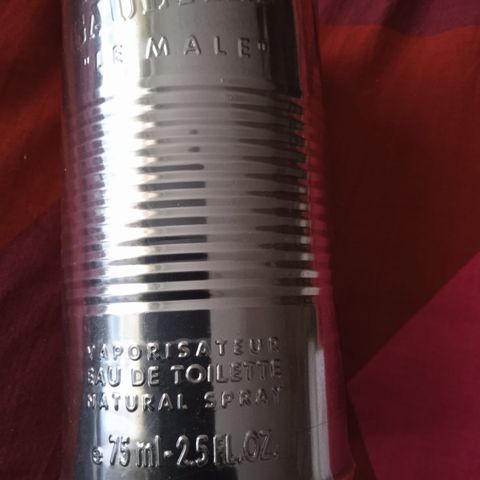 "LE MALE"
VAPORISATEUR
EAU DE TOILETTE
NATURAL SPRAY
e 75 ml - 2.5 FL.OZ.